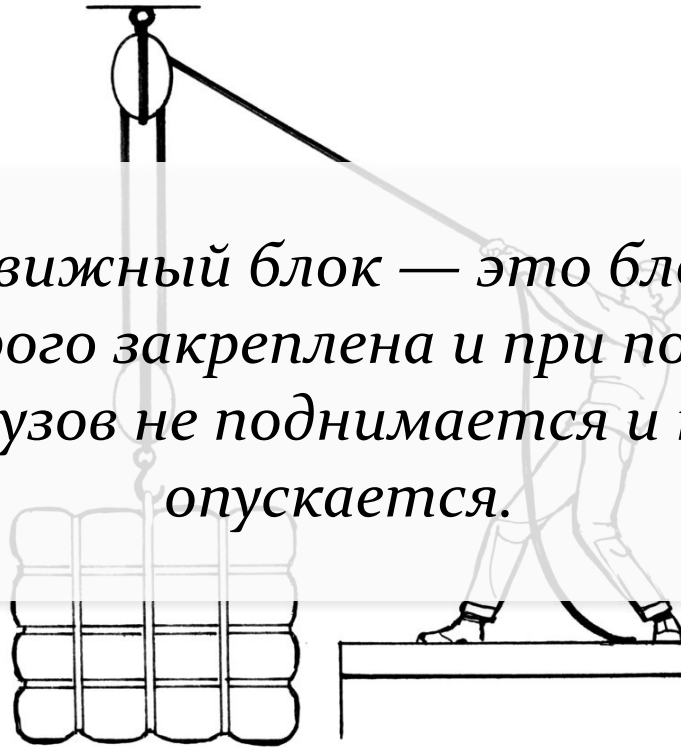 вижный блок — это бл
рого закреплена и при по
узов не поднимается и
опускается.